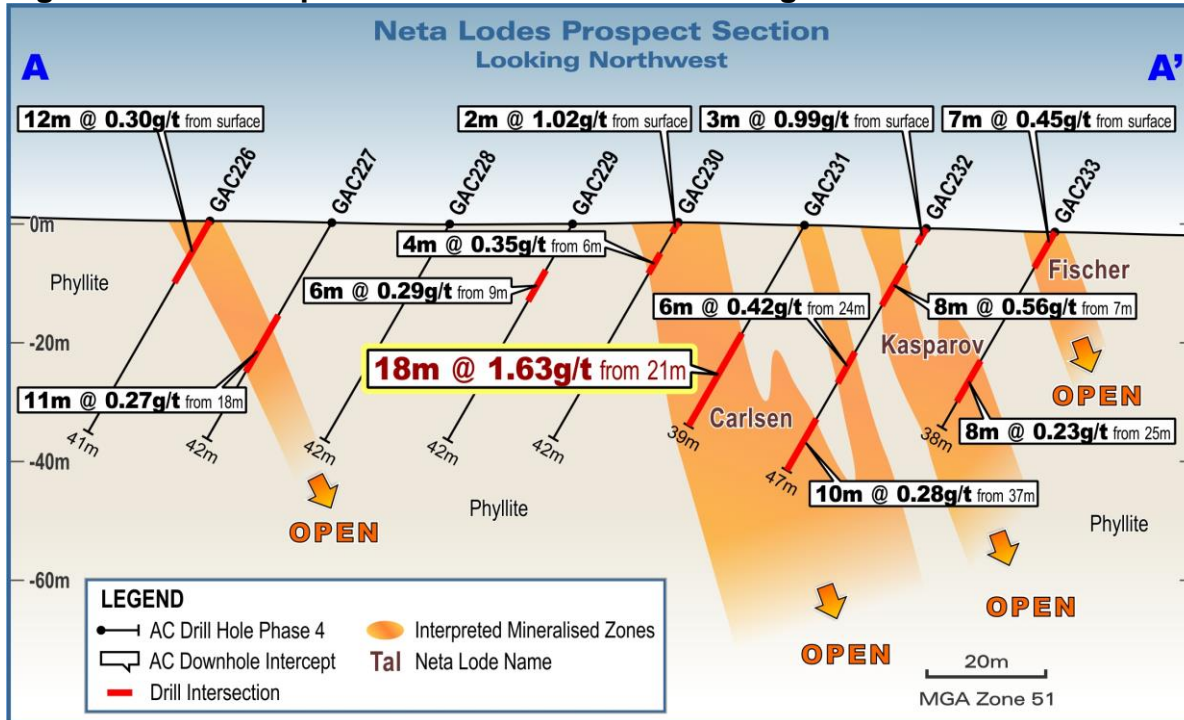 Neta Lodes Prospect Section
Looking Northwest
A
A'
12m @ 0.30g/t from surface
2m @ 1.02g/t from surface
3m @ 0.99g/t from surface
7m @ 0.45g/t from surface
GAC226
GAC227
GAC228
GAC229
GAC230
GAC231
GAC232
GAC233
0m
4m @ 0.35g/t from 6m
Fischer
Phyllite
6m @ 0.29g/t from 9m
6m @ 0.42g/t from 24m
8m @ 0.56g/t from 7m
-20m
Kasparov
18m @ 1.63g/t from 21m
OPEN
11m @ 0.27g/t from 18m
Carlsen
8m @ 0.23g/t from 25m
41m
42m
42m
42m
42m
39m
47m
38m
-40m
10m @ 0.28g/t from 37m
Phyllite
Phyllite
OPEN
-60m
OPEN
OPEN
LEGEND
AC Drill Hole Phase 4
AC Downhole Intercept
Drill Intersection
Interpreted Mineralised Zones
Tal Neta Lode Name
20m
MGA Zone 51